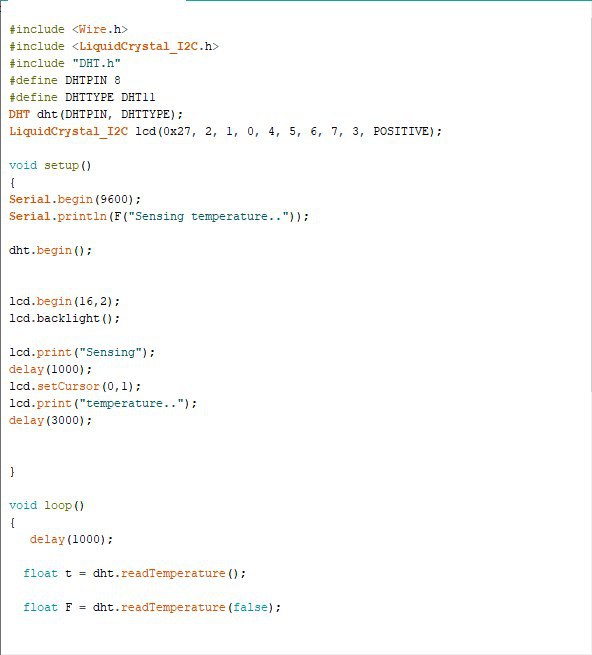 #include <Wire.h>
#include <LiquidCrystal_I2C.h>
#include "DHT.h"
#define DHTPIN 8
#define DHTTYPE DHT11
DHT dht(DHTPIN, DHTTYPE);
LiquidCrystal_I2C lcd(0x27, 2, 1, 0, 4, 5, 6, 7, 3, POSITIVE);
void setup()
{
Serial.begin(9600);
Serial.println(F("Sensing temperature.."));
dht.begin();
lcd.begin(16,2);
lcd.backlight();
lcd.print("Sensing");
delay(1000);
lcd.setCursor(0,1);
lcd.print("temperature..");
delay(3000);
}
void loop()
{
delay(1000);
float t = dht.readTemperature();
float F = dht.readTemperature(false);